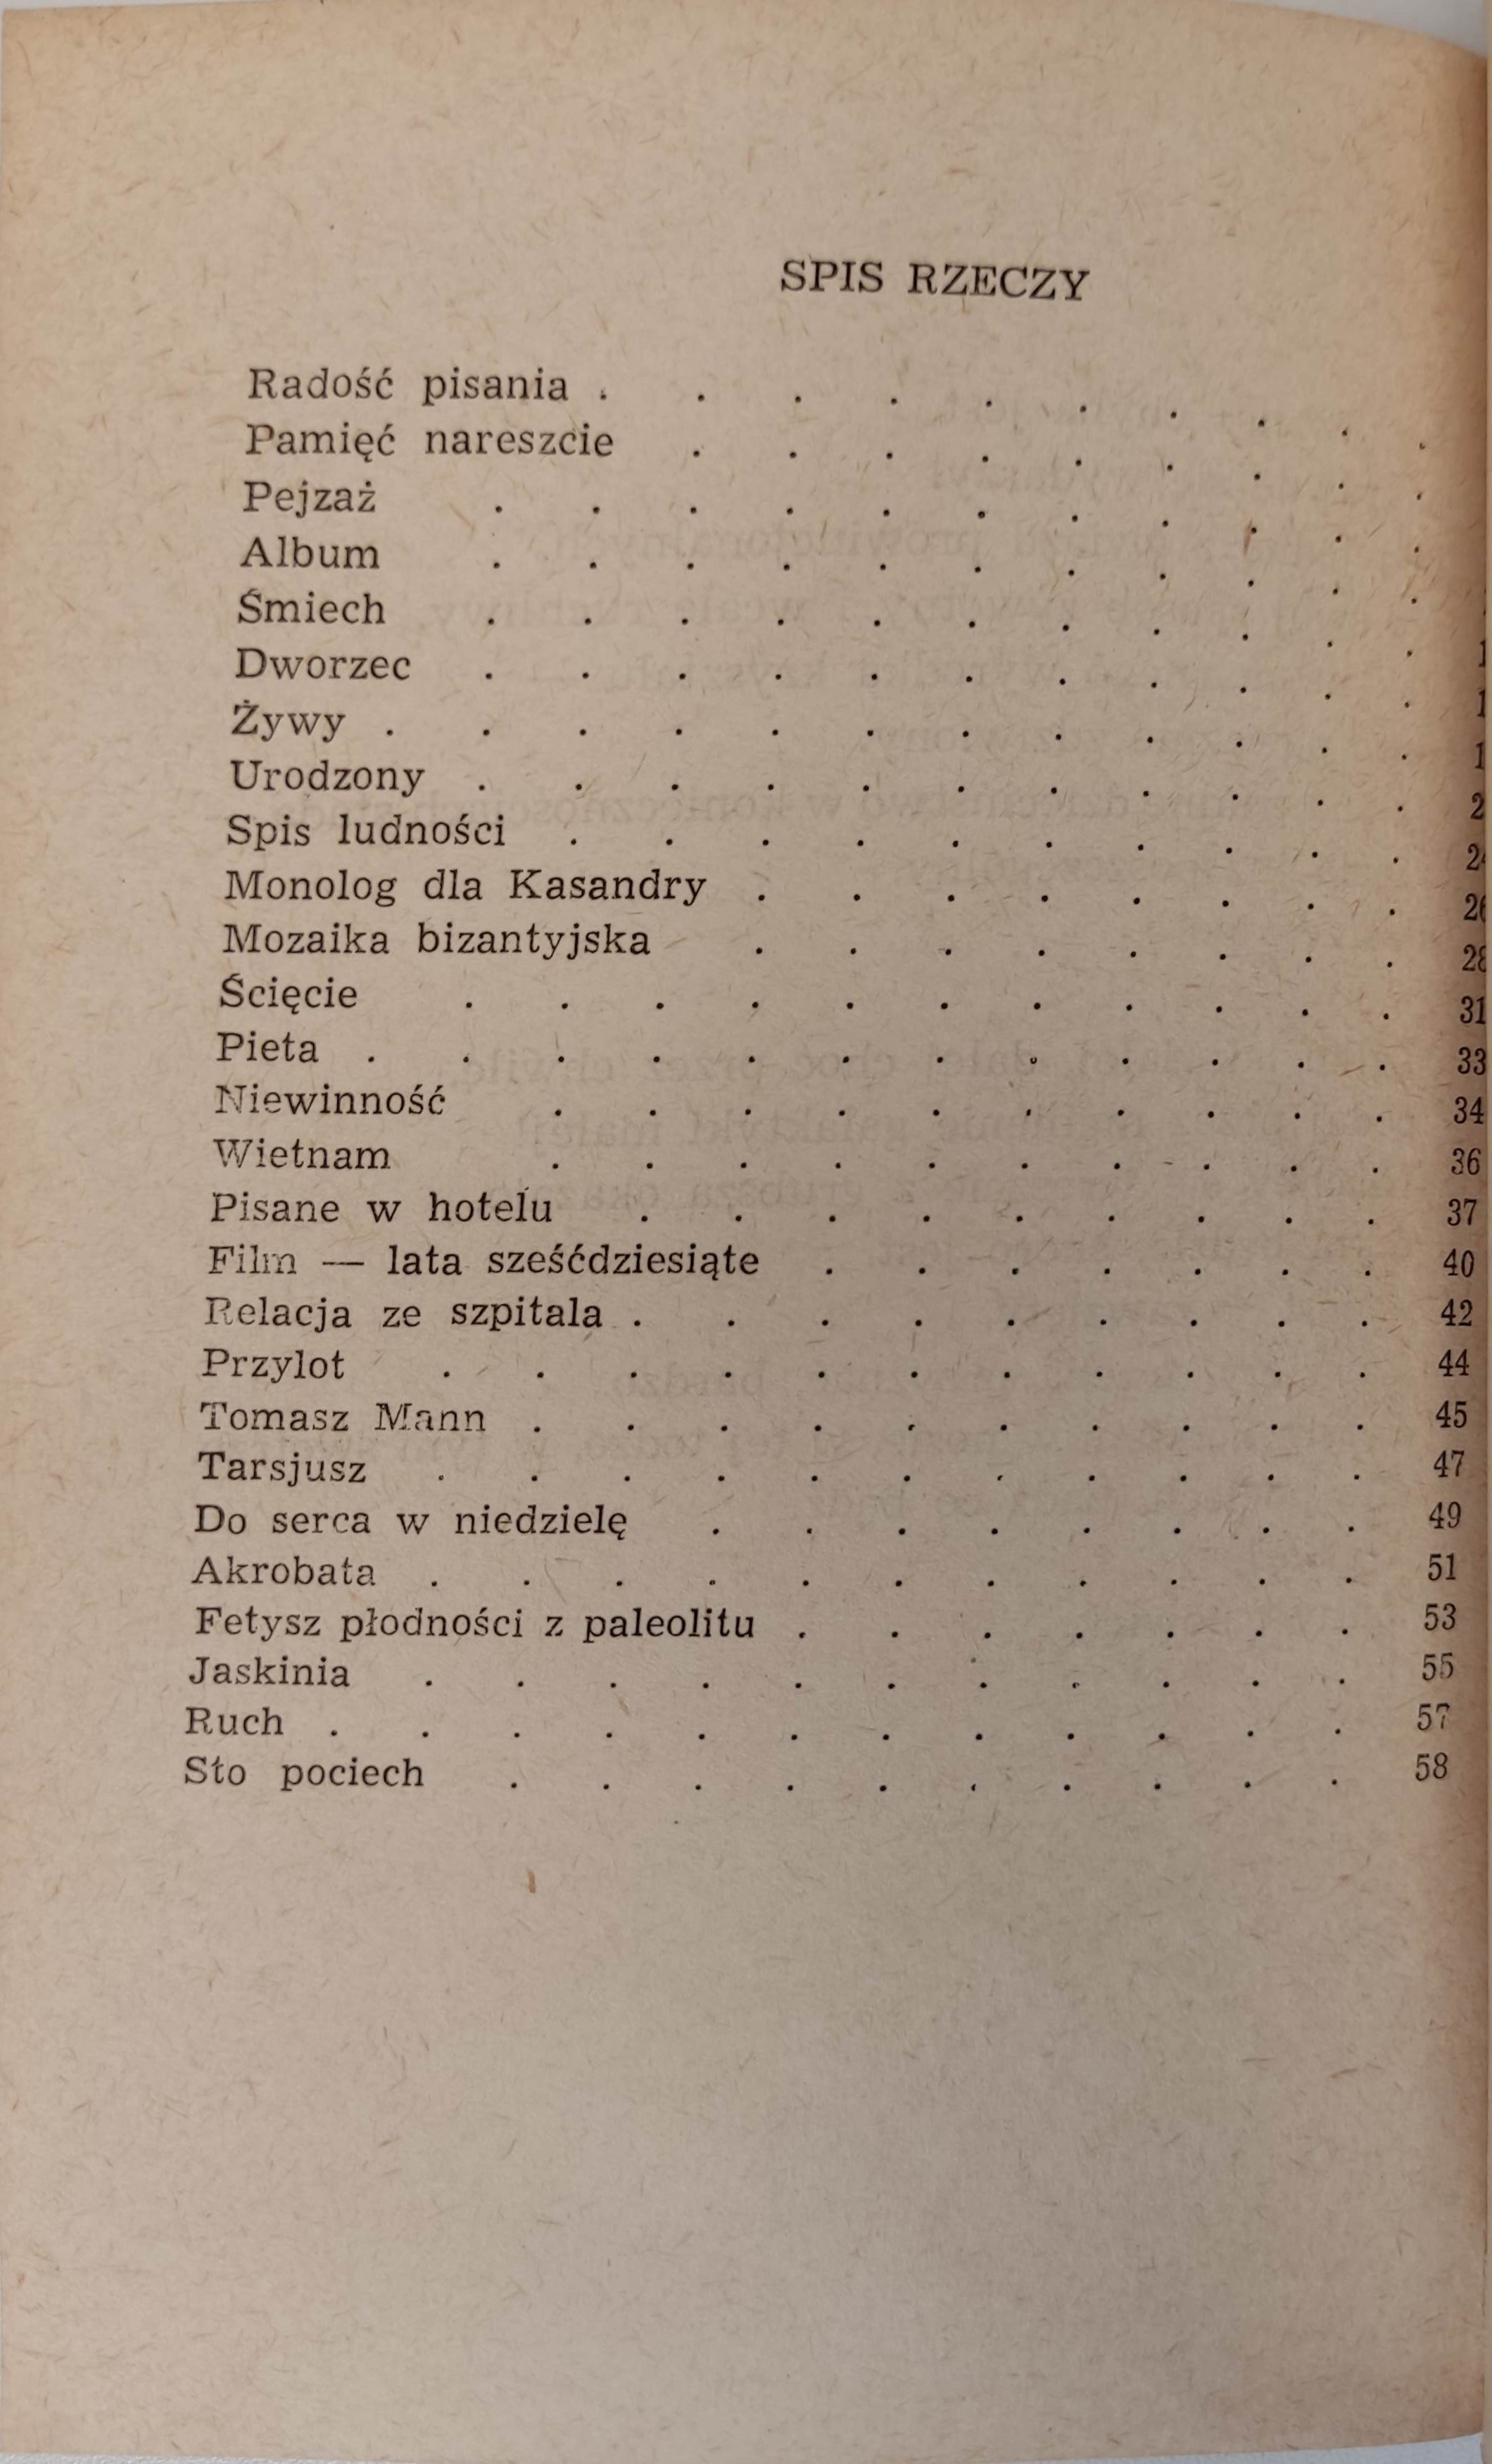 SPIS RZECZY
Radość pisania . . . . . . . . . .
Pamięć nareszcie . . . . . . . . .
Pejzaż . . . . . . . . . . .
Album . . . . . . . . . . .
Śmiech . . . . . . . . . . .
Dworzec . . . . . . . . . . .
Żywy . . . . . . . . . . . .
Urodzony . . . . . . . . . . .
Spis ludności . . . . . . . . . .
Monolog dla Kasandry . . . . . . . . 26
Mozaika bizantyjska . . . . . . . . 28
Ścięcie . . . . . . . . . . . 31
Pieta . . . . . . . . . . . . 33
Niewinność . . . . . . . . . . 34
Wietnam . . . . . . . . . . 36
Pisane w hotelu . . . . . . . . . 37
Film — lata sześćdziesiąte . . . . . . . 40
Relacja ze szpitala . . . . . . . . . 42
Przylot . . . . . . . . . . . 44
Tomasz Mann . . . . . . . . . . 45
Tarsjusz . . . . . . . . . . . 47
Do serca w niedzielę . . . . . . . . 49
Akrobata . . . . . . . . . . . 51
Fetysz płodności z paleolitu . . . . . . . 53
Jaskinia . . . . . . . . . . . 55
Ruch . . . . . . . . . . . . 57
Sto pociech . . . . . . . . . . 58